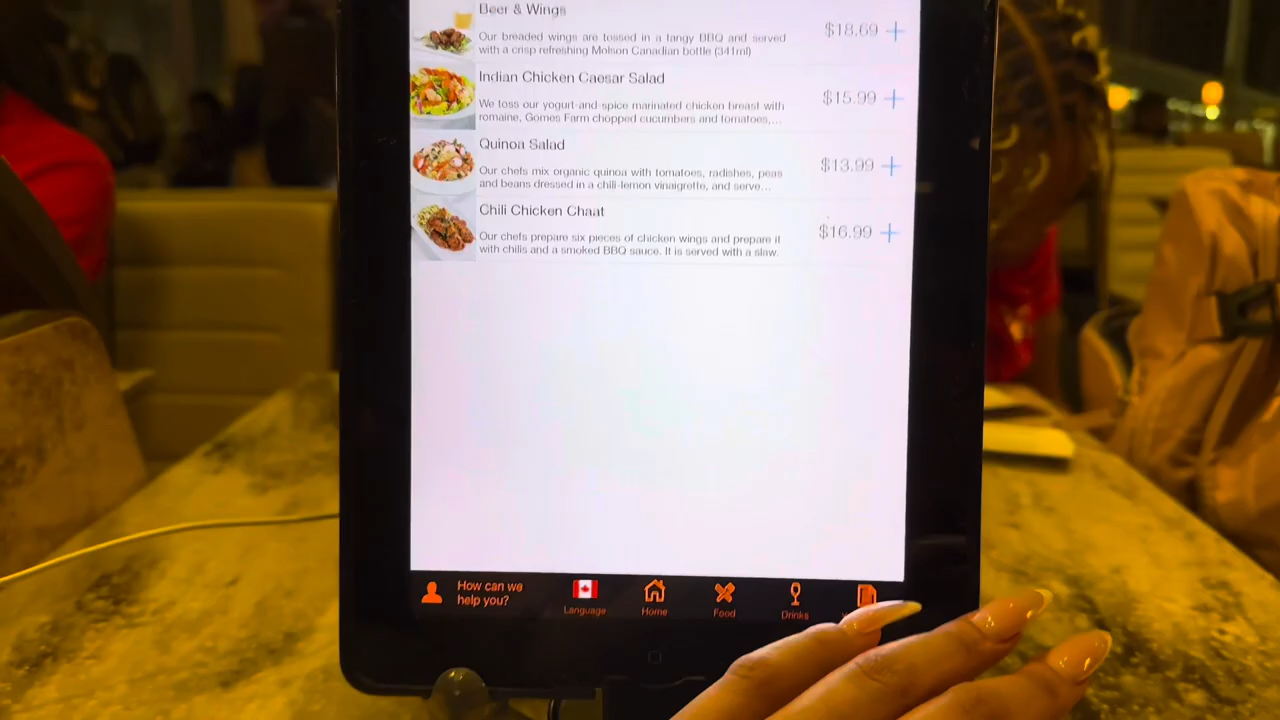 Beer & Wings
Our breaded wings are tossed in a tangy BBQ and served
with a crisp refreshing Molson Canadian bottle (341ml)
$18.69 +
Indian Chicken Caesar Salad
We toss our yogurt-and-spice marinated chicken breast with
romaine, Gomes Farm chopped cucumbers and tomatoes,...
$15.99 +
Quinoa Salad
Our chefs mix organic quinoa with tomatoes, radishes, peas
and beans dressed in a chili-lemon vinaigrette, and serve...
$13.99 +
Chili Chicken Chaat
Our chefs prepare six pieces of chicken wings and prepare it
with chilis and a smoked BBQ sauce. It is served with a slaw.
$16.99 +
How can we
help you?
Language
Home
Food
Drinks